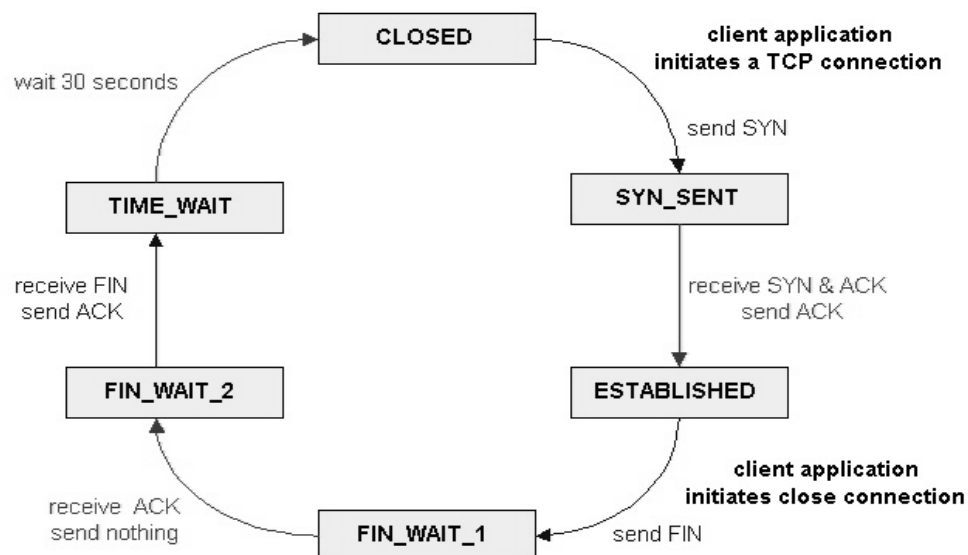 CLOSED
client application
initiates a TCP connection
wait 30 seconds
send SYN
TIME_WAIT
SYN_SENT
receive FIN
send ACK
receive SYN & ACK
send ACK
FIN_WAIT_2
ESTABLISHED
client application
initiates close connection
receive ACK
send nothing
FIN_WAIT_1
send FIN